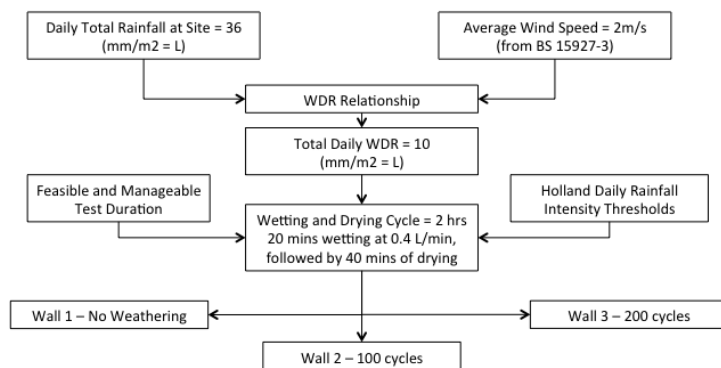 Daily Total Rainfall at Site = 36
(mm/m2 = L)
Average Wind Speed = 2m/s
(from BS 15927-3)
WDR Relationship
Total Daily WDR = 10
(mm/m2 = L)
Feasible and Manageable
Test Duration
Holland Daily Rainfall
Intensity Thresholds
Wetting and Drying Cycle = 2 hrs
20 mins wetting at 0.4 L/min,
followed by 40 mins of drying
Wall 1 – No Weathering
Wall 3 – 200 cycles
Wall 2 – 100 cycles